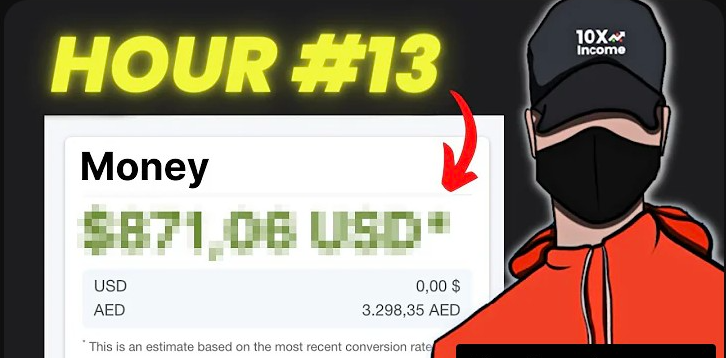 HOUR #13
10X
Income
Money
$871,06 USD*
USD 0,00 $
AED 3.298,35 AED
* This is an estimate based on the most recent conversion rate